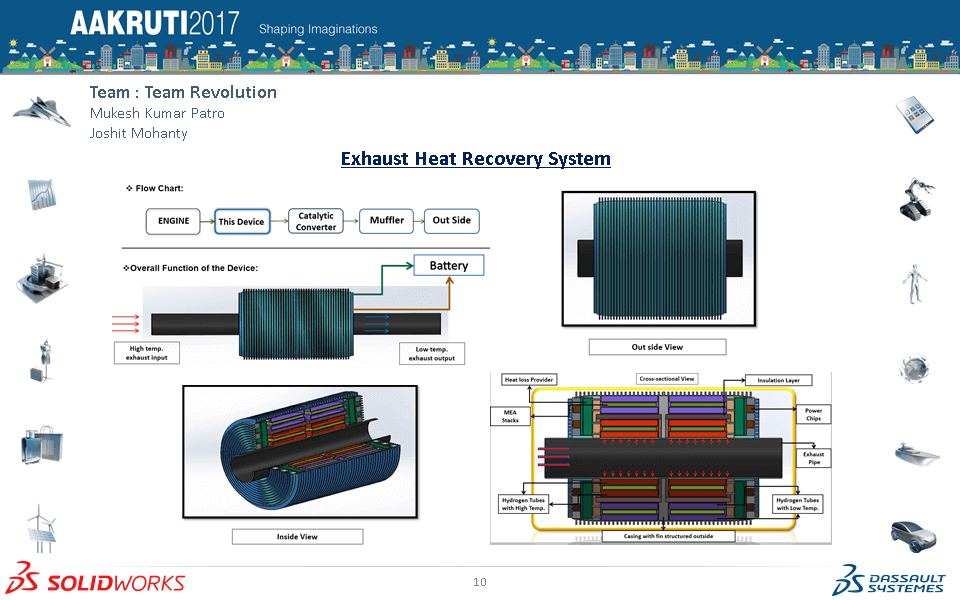 AAKRUTI2017 Shaping Imaginations
Team : Team Revolution
Mukesh Kumar Patro
Joshit Mohanty
Exhaust Heat Recovery System
❖ Flow Chart:
ENGINE
This Device
Catalytic
Converter
Muffler
Out Side
❖Overall Function of the Device:
Battery
High temp.
exhaust input
Low temp.
exhaust output
Out side View
Inside View
Heat loss Provider
Cross-sectional View
Insulation Layer
MEA
Stacks
Power
Chips
Exhaust
Pipe
Hydrogen Tubes
with High Temp.
Hydrogen Tubes
with Low Temp.
Casing with fin structured outside
SOLIDWORKS
10
DASSAULT
SYSTEMES